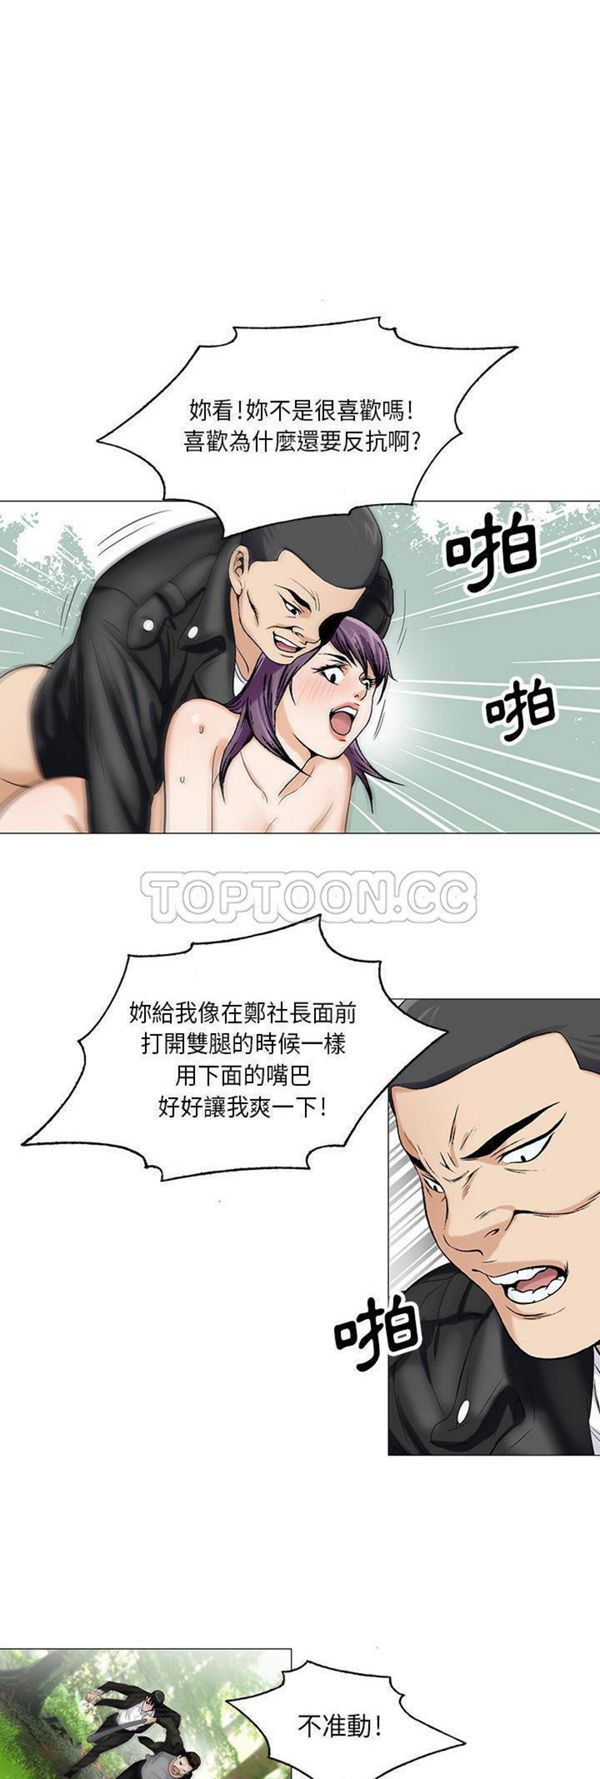 妳看!妳不是很喜歡嗎!
喜歡為什麼還要反抗啊?
啪
啪
TOPTOON.CC
妳給我像在鄭社長面前
打開雙腿的時候一樣
用下面的嘴巴
好好讓我爽一下!
啪
不准動!